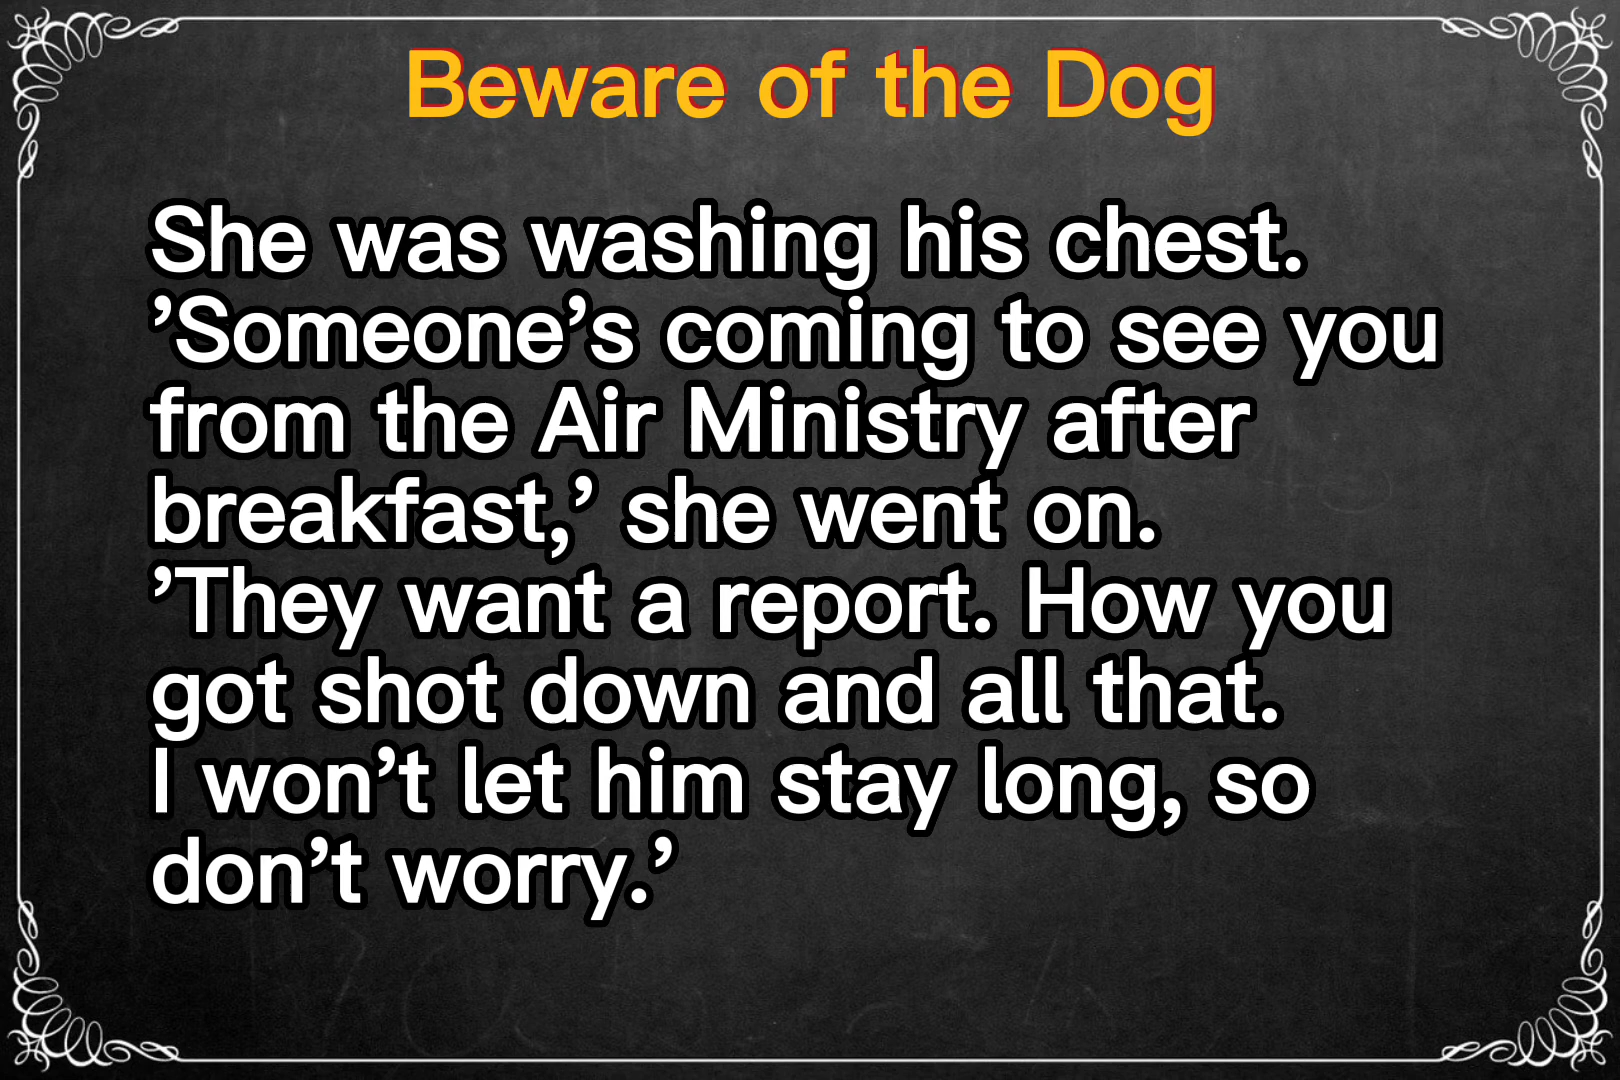 Beware of the Dog
She was washing his chest.
’Someone’s coming to see you
from the Air Ministry after
breakfast,’ she went on.
’They want a report. How you
got shot down and all that.
I won’t let him stay long, so
don’t worry.’